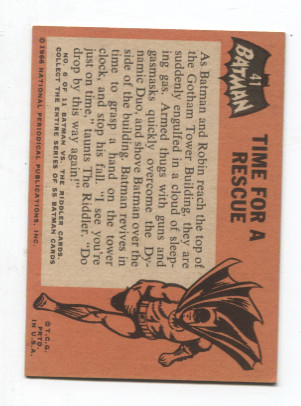 41
BATMAN
TIME FOR A
RESCUE
As Batman and Robin reach the top of
the Gotham Tower Building, they are
suddenly engulfed in a cloud of sleep-
ing gas. Armed thugs with guns and
gasmasks quickly overcome the Dy-
namic Duo, and shove Batman over the
side of the building. Batman revives in
time to grasp a hand of the tower
clock, and stop his fall. "I see you're
just on time," taunts The Riddler. "Do
drop by this way again!"
NO. 6 OF 11 BATMAN VS. THE RIDDLER CARDS.
COLLECT THE ENTIRE SERIES OF 55 BATMAN CARDS
©1966 NATIONAL PERIODICAL PUBLICATIONS, INC.
©T.C.G.
PRTD.
IN U.S.A.